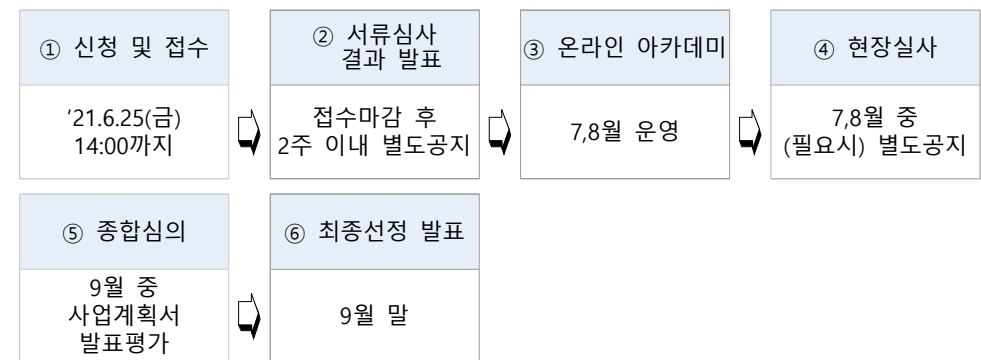 ① 신청 및 접수
'21.6.25(금)
14:00까지
② 서류심사
결과 발표
접수마감 후
2주 이내 별도공지
③ 온라인 아카데미
7,8월 운영
④ 현장실사
7,8월 중
(필요시) 별도공지
⑤ 종합심의
9월 중
사업계획서
발표평가
⑥ 최종선정 발표
9월 말